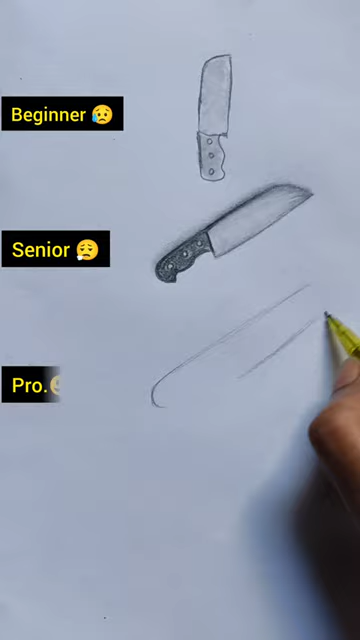 Beginner 😥
Senior 😮‍💨
Pro.